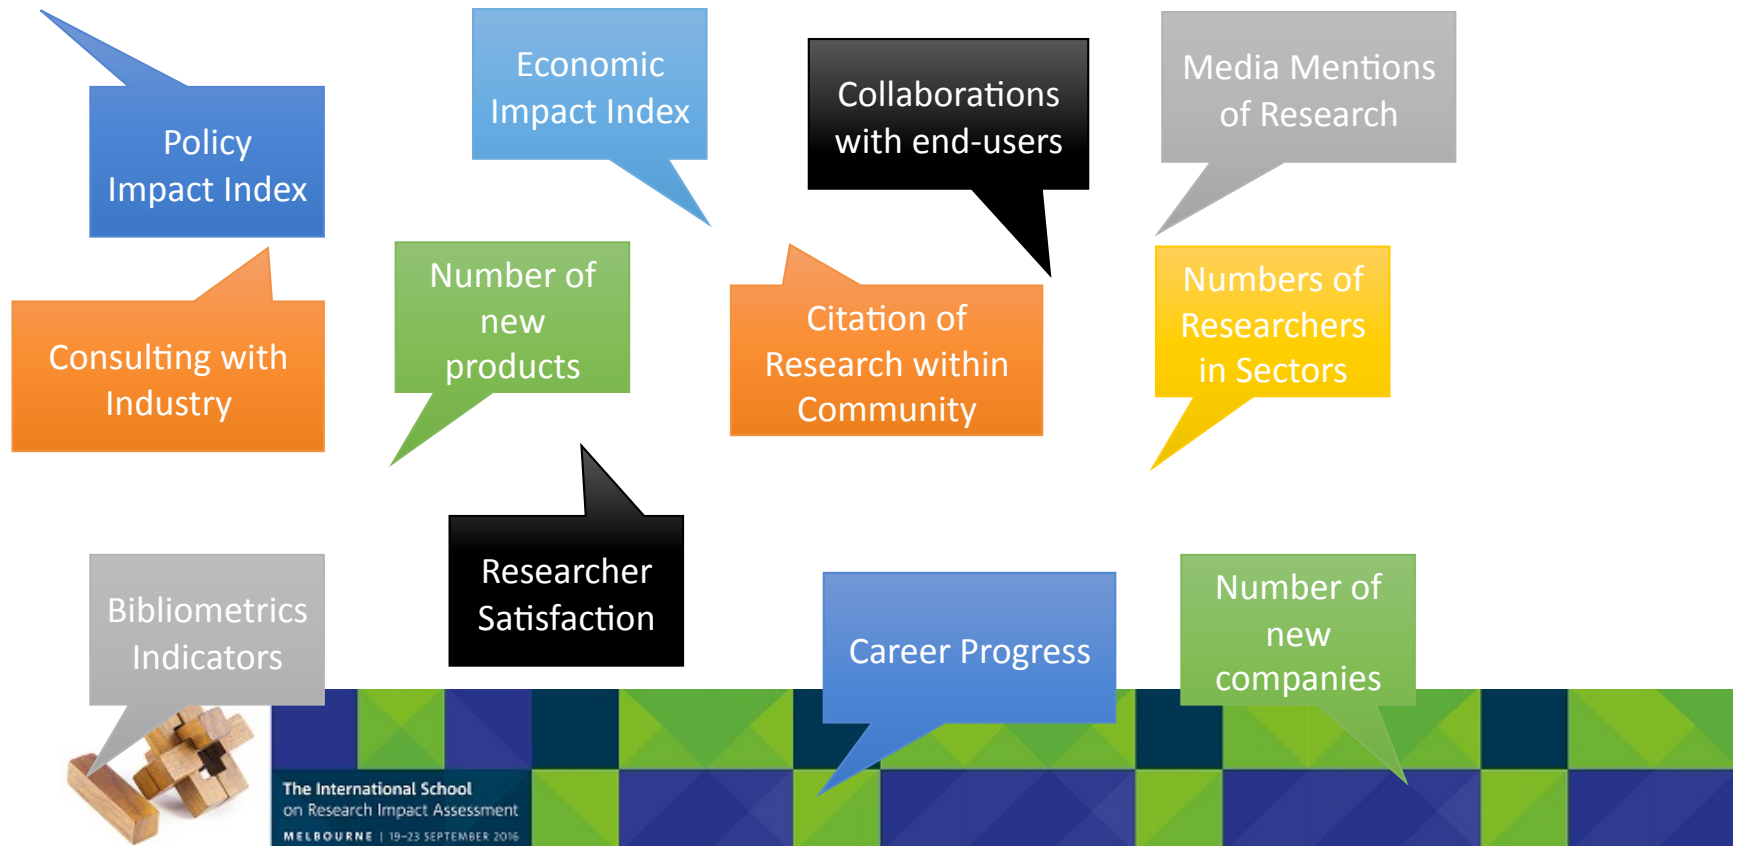 Policy
Impact Index
Economic
Impact Index
Collaborations
with end-users
Media Mentions
of Research
Consulting with
Industry
Number of
new
products
Citation of
Research within
Community
Numbers of
Researchers
in Sectors
Bibliometrics
Indicators
Researcher
Satisfaction
Career Progress
Number of
new
companies
The International School
on Research Impact Assessment
MELBOURNE | 19–23 SEPTEMBER 2016